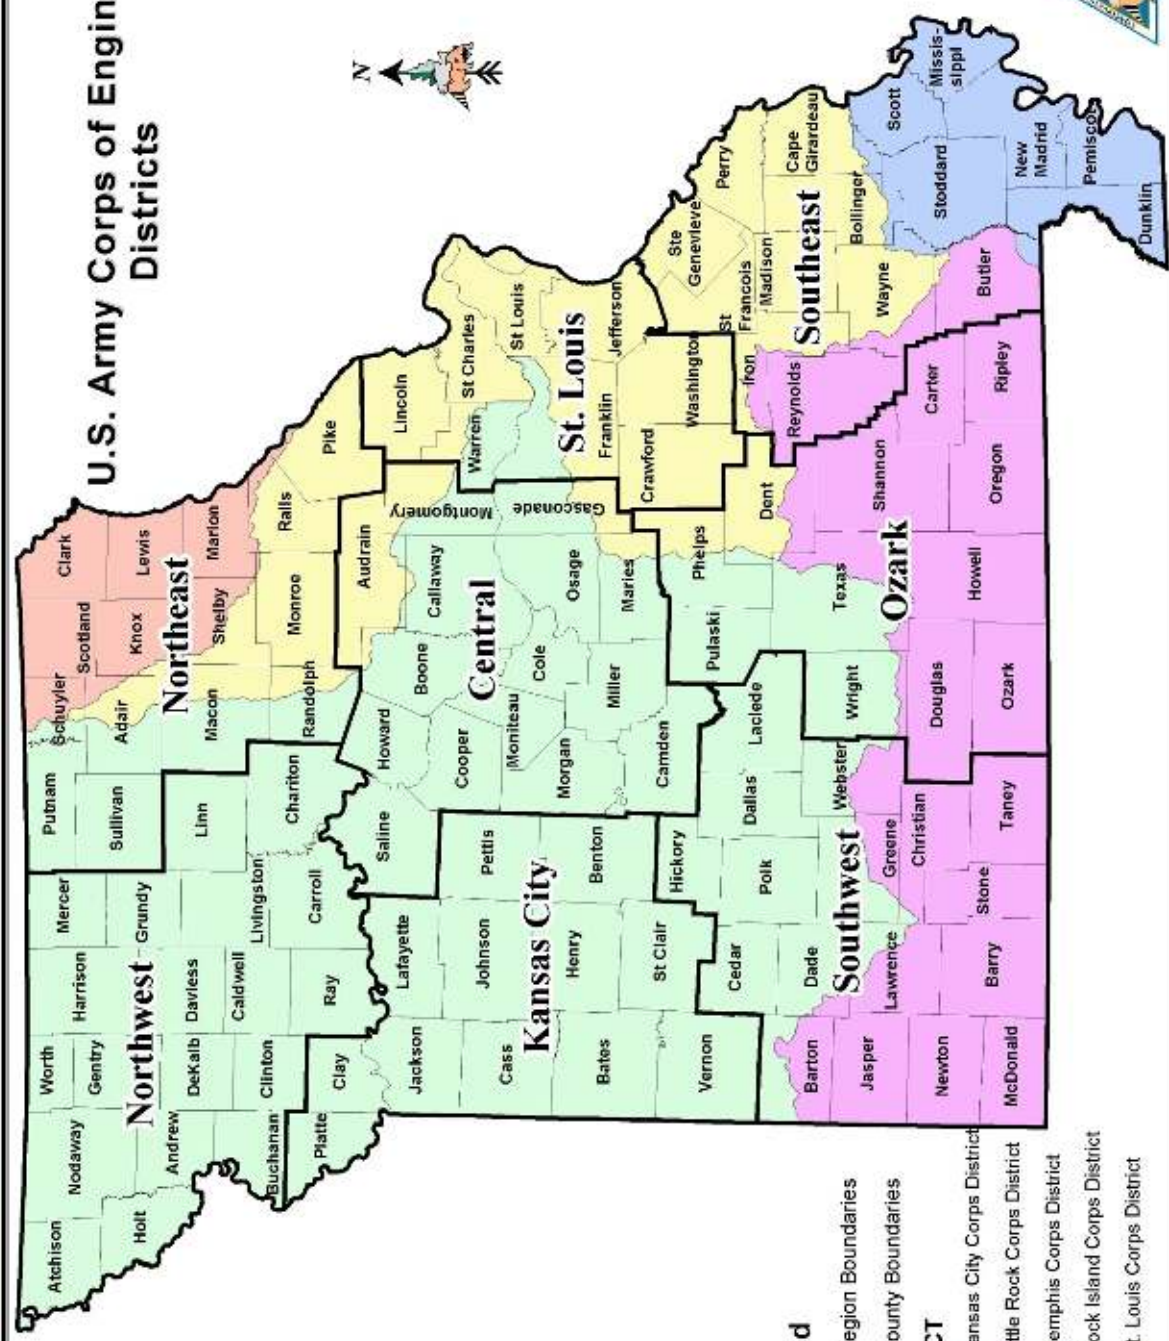 U.S. Army Corps of Engin
Districts
N
Atchison
Nodaway
Worth
Gentry
Harrison
Mercer
Putnam
Schuyler
Scotland
Clark
Holt
Andrew
DeKalb
Daviess
Grundy
Sullivan
Adair
Knox
Lewis
Northwest
Northeast
Buchanan
Clinton
Caldwell
Livingston
Linn
Macon
Shelby
Marion
Platte
Clay
Ray
Carroll
Chariton
Randolph
Monroe
Ralls
Pike
Jackson
Lafayette
Saline
Howard
Boone
Audrain
Callaway
Montgomery
Lincoln
Warren
St Charles
St Louis
Cass
Johnson
Pettis
Cooper
Moniteau
Cole
Osage
Gasconade
Franklin
Jefferson
Kansas City
Central
St. Louis
Bates
Henry
Benton
Morgan
Miller
Maries
Crawford
Washington
Ste
Genevieve
Perry
Vernon
St Clair
Hickory
Camden
Pulaski
Phelps
Dent
Iron
St
Francois
Madison
Cape
Girardeau
Bollinger
Southeast
Barton
Cedar
Dade
Polk
Dallas
Laclede
Webster
Wright
Texas
Shannon
Reynolds
Wayne
Southwest
Ozark
Jasper
Lawrence
Greene
Christian
Douglas
Howell
Carter
Butler
Stoddard
Scott
Missis-
sippi
Newton
McDonald
Barry
Stone
Taney
Ozark
Oregon
Ripley
New
Madrid
Pemiscot
Dunklin
d
egion Boundaries
ounty Boundaries
CT
ansas City Corps District
ttle Rock Corps District
emphis Corps District
ock Island Corps District
t. Louis Corps District